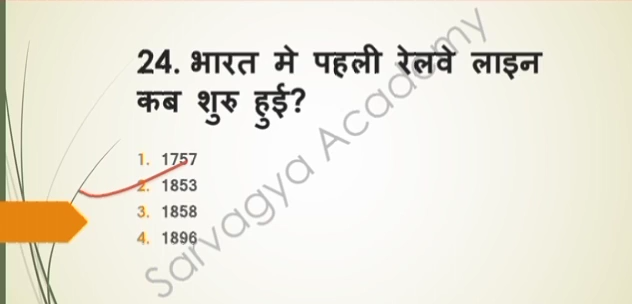 24. भारत मे पहली रेलवे लाइन
कब शुरु हुई?
1. 1757
2. 1853
3. 1858
4. 1896
Sarvagya Academy